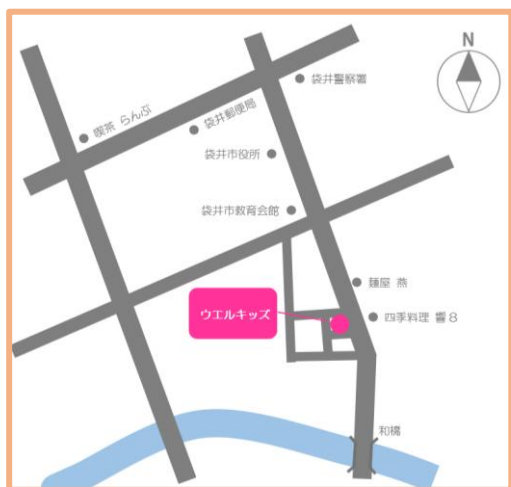 N
袋井警察署
喫茶 らんぷ
袋井郵便局
袋井市役所
袋井市教育会館
麺屋 燕
ウエルキッズ
四季料理 響8
和橋